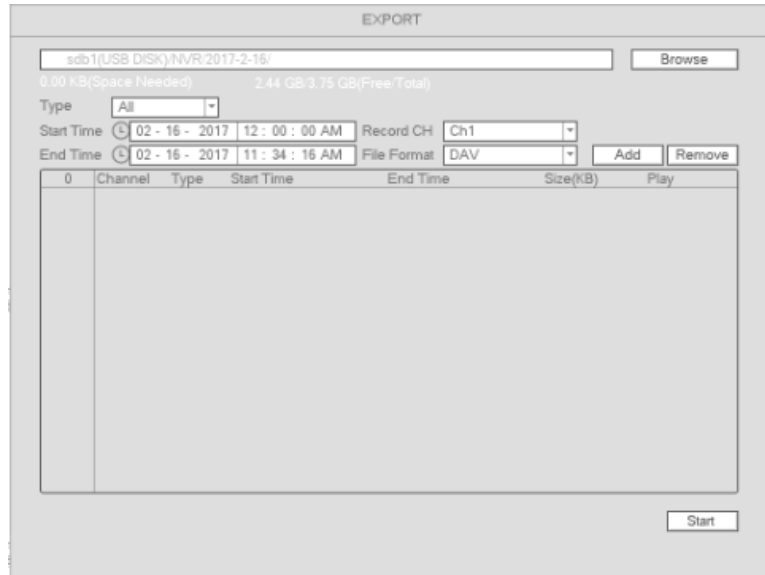 EXPORT
sdb1(USB DISK)/NVR/2017-2-16/ Browse
0.00 KB(Space Needed) 2.44 GB/3.75 GB(Free/Total)
Type All
Start Time 02 - 16 - 2017 12 : 00 : 00 AM Record CH Ch1
End Time 02 - 16 - 2017 11 : 34 : 16 AM File Format DAV Add Remove
0 Channel Type Start Time End Time Size(KB) Play
Start